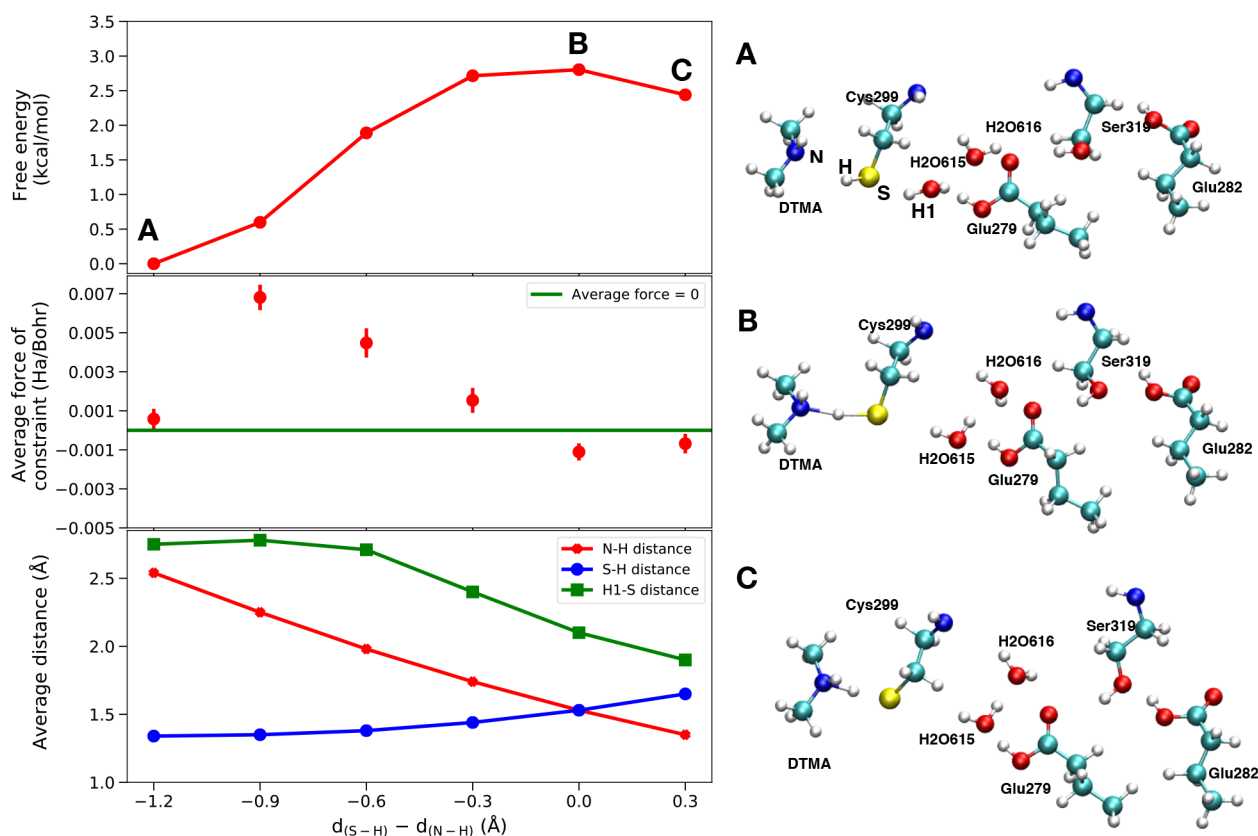 Free energy
(kcal/mol)
3.5
3.0
2.5
2.0
1.5
1.0
0.5
0.0
A
B
C
Average force of
constraint (Ha/Bohr)
0.007
0.005
0.003
0.001
−0.001
−0.003
−0.005
Average force = 0
Average distance (Å)
2.5
2.0
1.5
1.0
N-H distance
S-H distance
H1-S distance
−1.2
−0.9
−0.6
−0.3
0.0
0.3
d(S−H) − d(N−H) (Å)
A
Cys299
H2O616
Ser319
N
H
H2O615
S
H1
DTMA
Glu279
Glu282
B
Cys299
H2O616
Ser319
DTMA
H2O615
Glu279
Glu282
C
Cys299
Ser319
H2O616
H2O615
DTMA
Glu279
Glu282